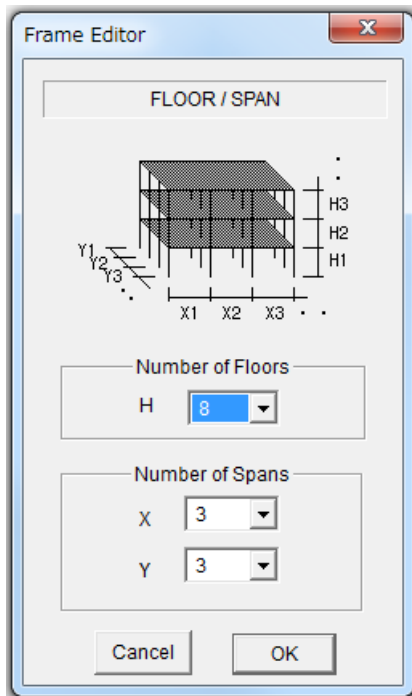 Frame Editor
x
FLOOR / SPAN
H3
H2
H1
Y1
Y2
Y3
X1 X2 X3
Number of Floors
H 8
Number of Spans
X 3
Y 3
Cancel OK